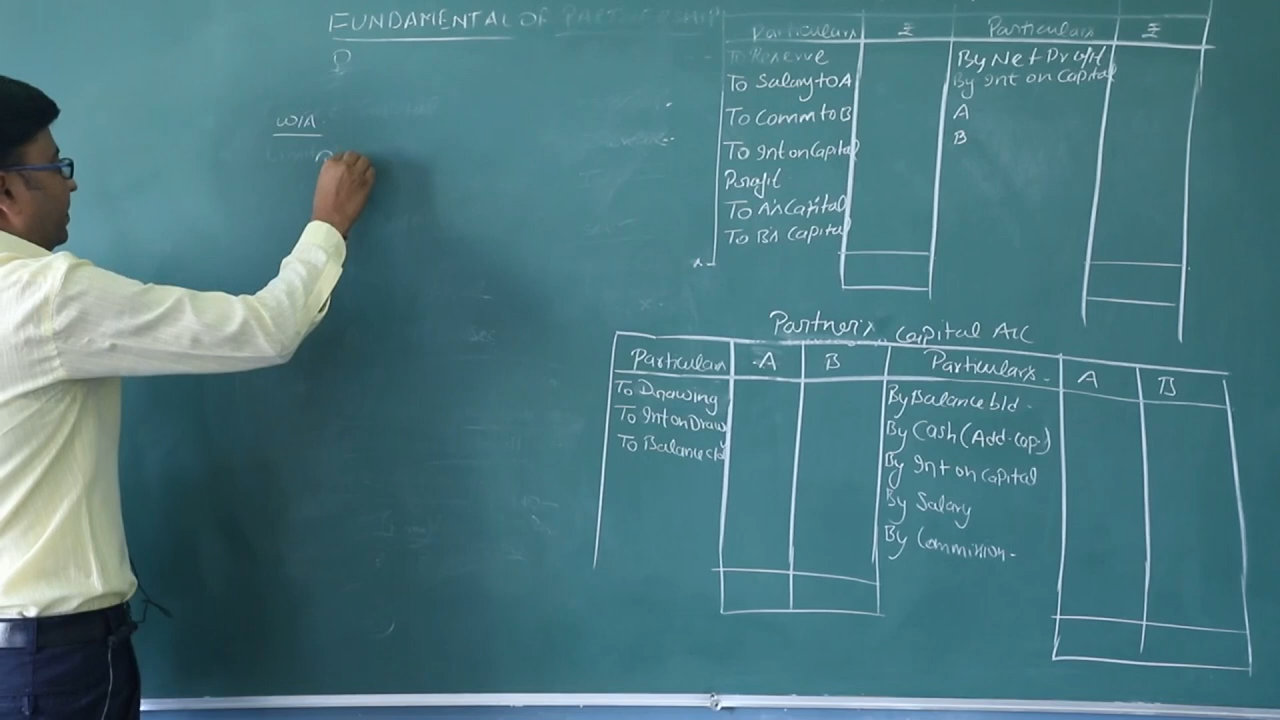 FUNDAMENTAL OF PARTNERSHIP
P
W/A
Particulars ₹ Particulars ₹
To Reserve By Net Profit
To Salary to A By Int on Capital
To Comm to B A
To Int on Capital B
Profit
To A's Capital
To B's Capital
Partner's Capital A/C
Particulars A B Particulars A B
To Drawing By Balance b/d
To Int on Draw By Cash (Add. cap.)
To Balance c/d By Int on Capital
By Salary
By Commission